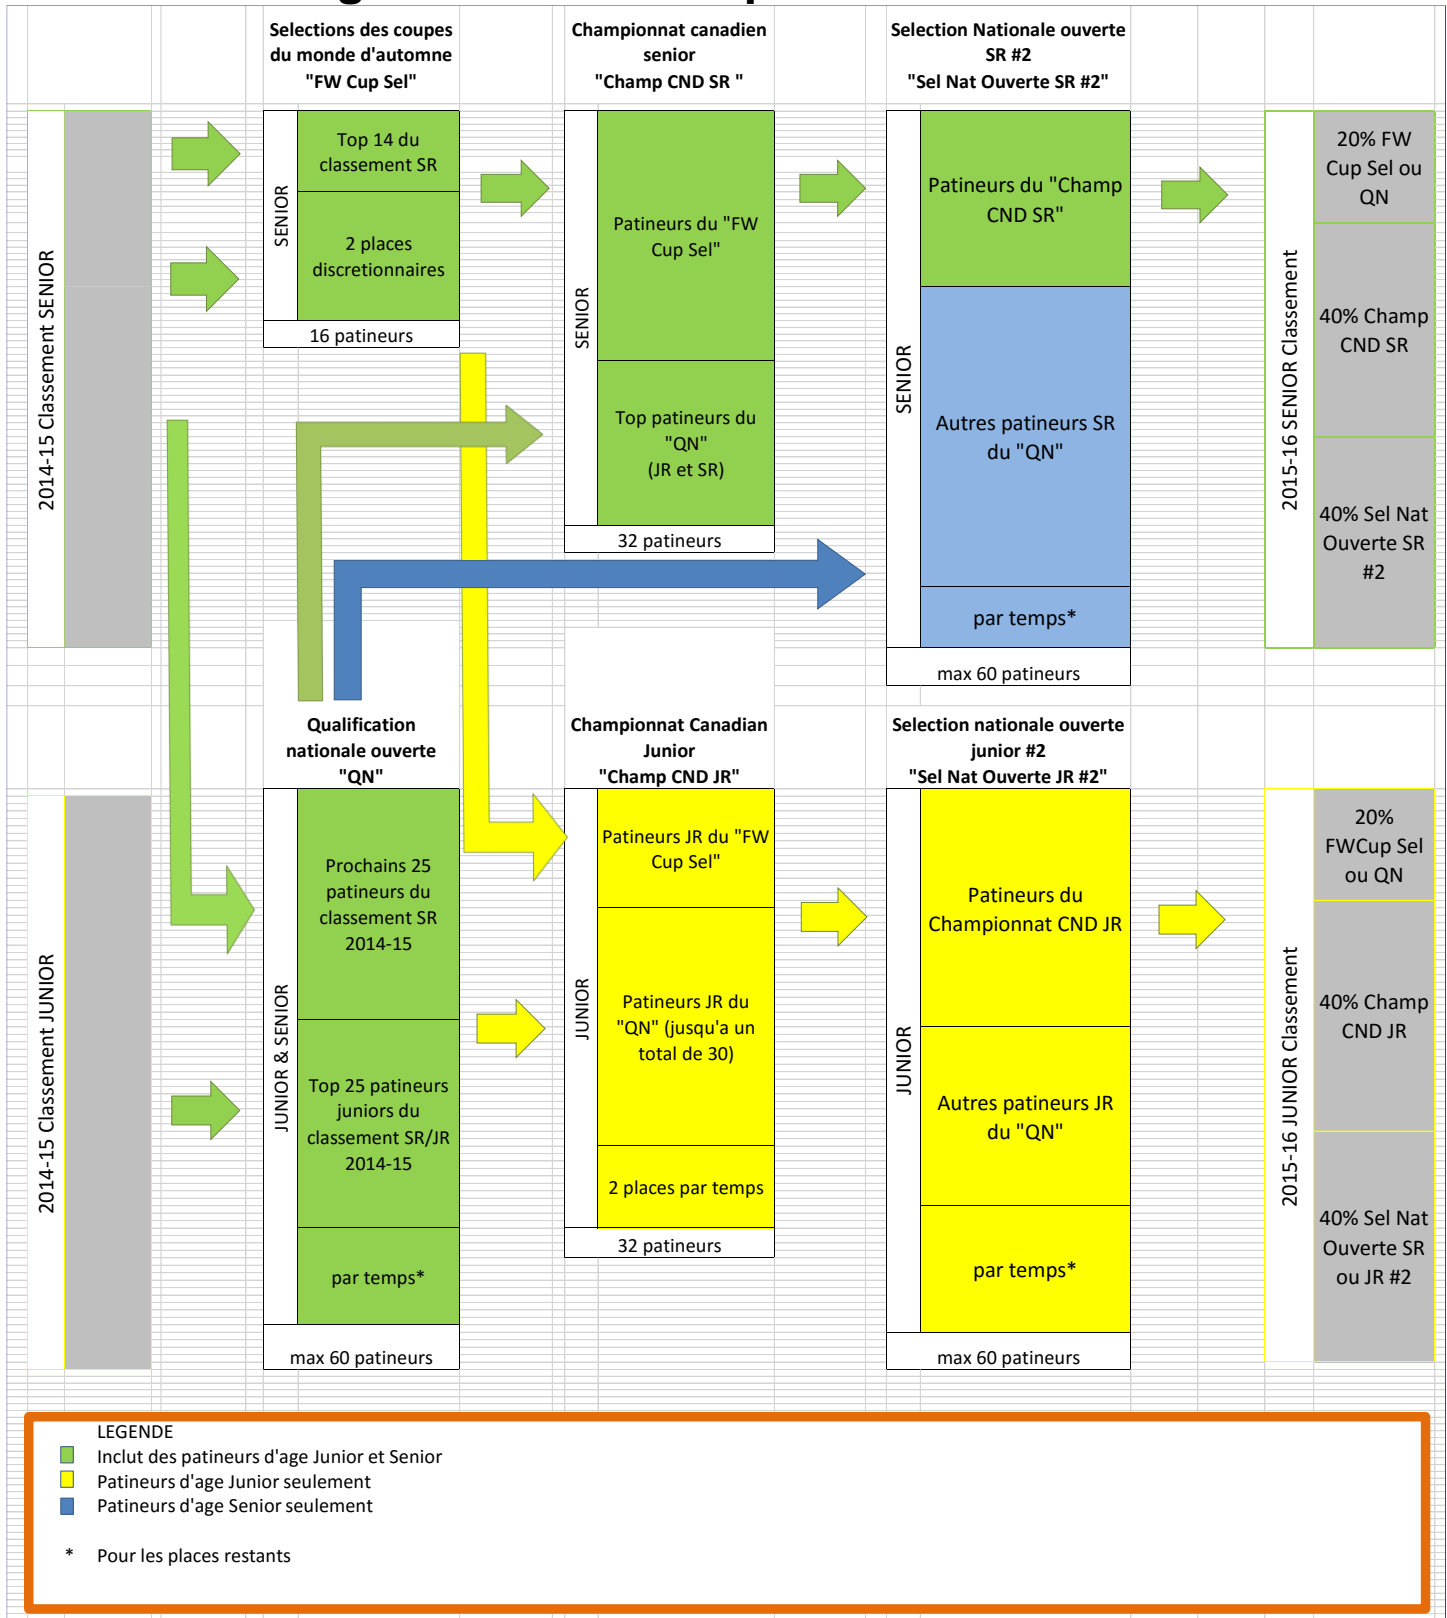 Selections des coupes
du monde d'automne
"FW Cup Sel"
Championnat canadien
senior
"Champ CND SR "
Selection Nationale ouverte
SR #2
"Sel Nat Ouverte SR #2"
2014-15 Classement SENIOR
SENIOR
Top 14 du
classement SR
2 places
discretionnaires
16 patineurs
SENIOR
Patineurs du "FW
Cup Sel"
Top patineurs du
"QN"
(JR et SR)
32 patineurs
SENIOR
Patineurs du "Champ
CND SR"
Autres patineurs SR
du "QN"
par temps*
max 60 patineurs
2015-16 SENIOR Classement
20% FW
Cup Sel ou
QN
40% Champ
CND SR
40% Sel Nat
Ouverte SR
#2
Qualification
nationale ouverte
"QN"
Championnat Canadian
Junior
"Champ CND JR"
Selection nationale ouverte
junior #2
"Sel Nat Ouverte JR #2"
2014-15 Classement JUNIOR
JUNIOR & SENIOR
Prochains 25
patineurs du
classement SR
2014-15
Top 25 patineurs
juniors du
classement SR/JR
2014-15
par temps*
max 60 patineurs
JUNIOR
Patineurs JR du "FW
Cup Sel"
Patineurs JR du
"QN" (jusqu'a un
total de 30)
2 places par temps
32 patineurs
JUNIOR
Patineurs du
Championnat CND JR
Autres patineurs JR
du "QN"
par temps*
max 60 patineurs
2015-16 JUNIOR Classement
20%
FWCup Sel
ou QN
40% Champ
CND JR
40% Sel Nat
Ouverte SR
ou JR #2
LEGENDE
Inclut des patineurs d'age Junior et Senior
Patineurs d'age Junior seulement
Patineurs d'age Senior seulement
* Pour les places restants